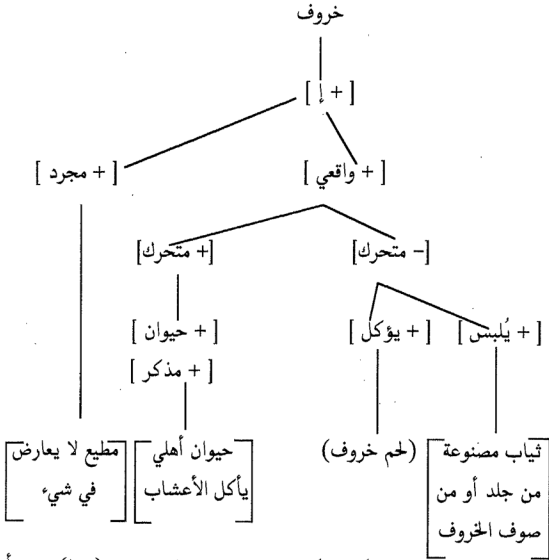 خروف
[ + إ ]
[ + واقعي ]
[ + مجرد ]
[- متحرك]
[+ متحرك]
[ + يُلبس ]
[ + يؤكل ]
[ + حيوان ]
[ + مذكر ]
ثياب مصنوعة
من جلد أو من
صوف الخروف
(لحم خروف)
حيوان أهلي
يأكل الأعشاب
مطيع لا يعارض
في شيء